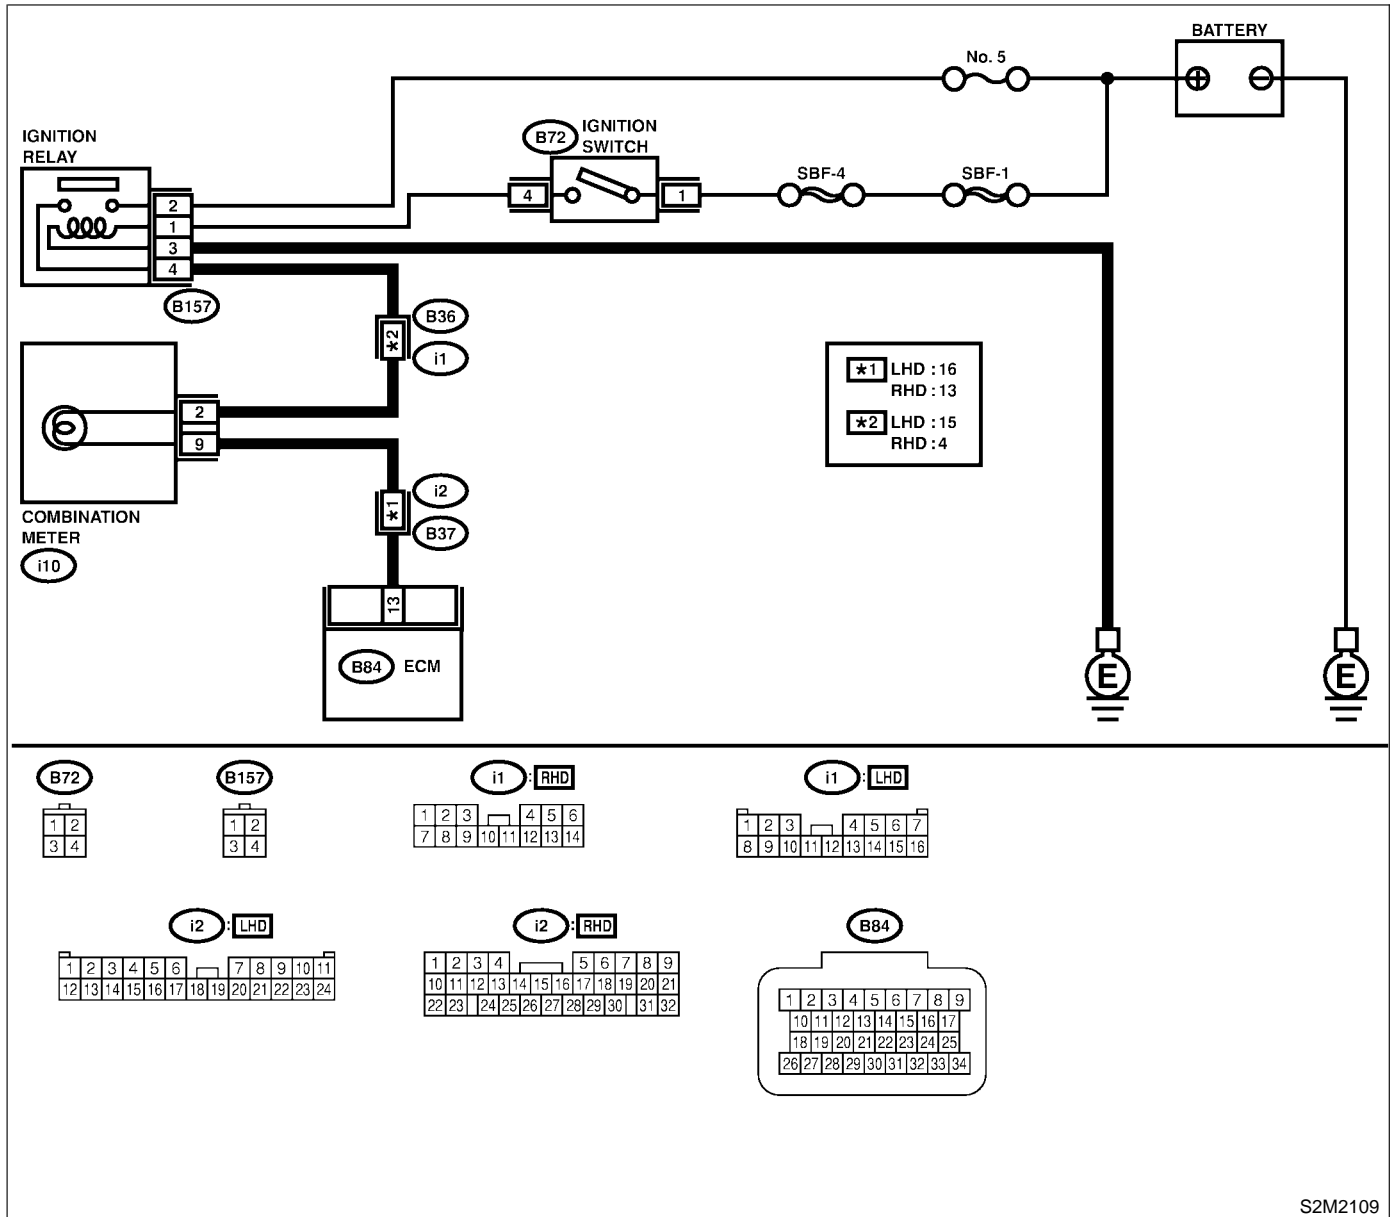 BATTERY
No. 5
IGNITION
RELAY
B72
IGNITION
SWITCH
SBF-4
SBF-1
4
1
2
1
3
4
B157
B36
*2
i1
*1 LHD : 16
RHD : 13
*2 LHD : 15
RHD : 4
2
9
COMBINATION
METER
i10
i2
*1
B37
13
B84 ECM
E
E
B72
1 2
3 4
B157
1 2
3 4
i1 : RHD
1 2 3 4 5 6
7 8 9 10 11 12 13 14
i1 : LHD
1 2 3 4 5 6 7
8 9 10 11 12 13 14 15 16
i2 : LHD
1 2 3 4 5 6 7 8 9 10 11
12 13 14 15 16 17 18 19 20 21 22 23 24
i2 : RHD
1 2 3 4 5 6 7 8 9
10 11 12 13 14 15 16 17 18 19 20 21
22 23 24 25 26 27 28 29 30 31 32
B84
1 2 3 4 5 6 7 8 9
10 11 12 13 14 15 16 17
18 19 20 21 22 23 24 25
26 27 28 29 30 31 32 33 34
S2M2109